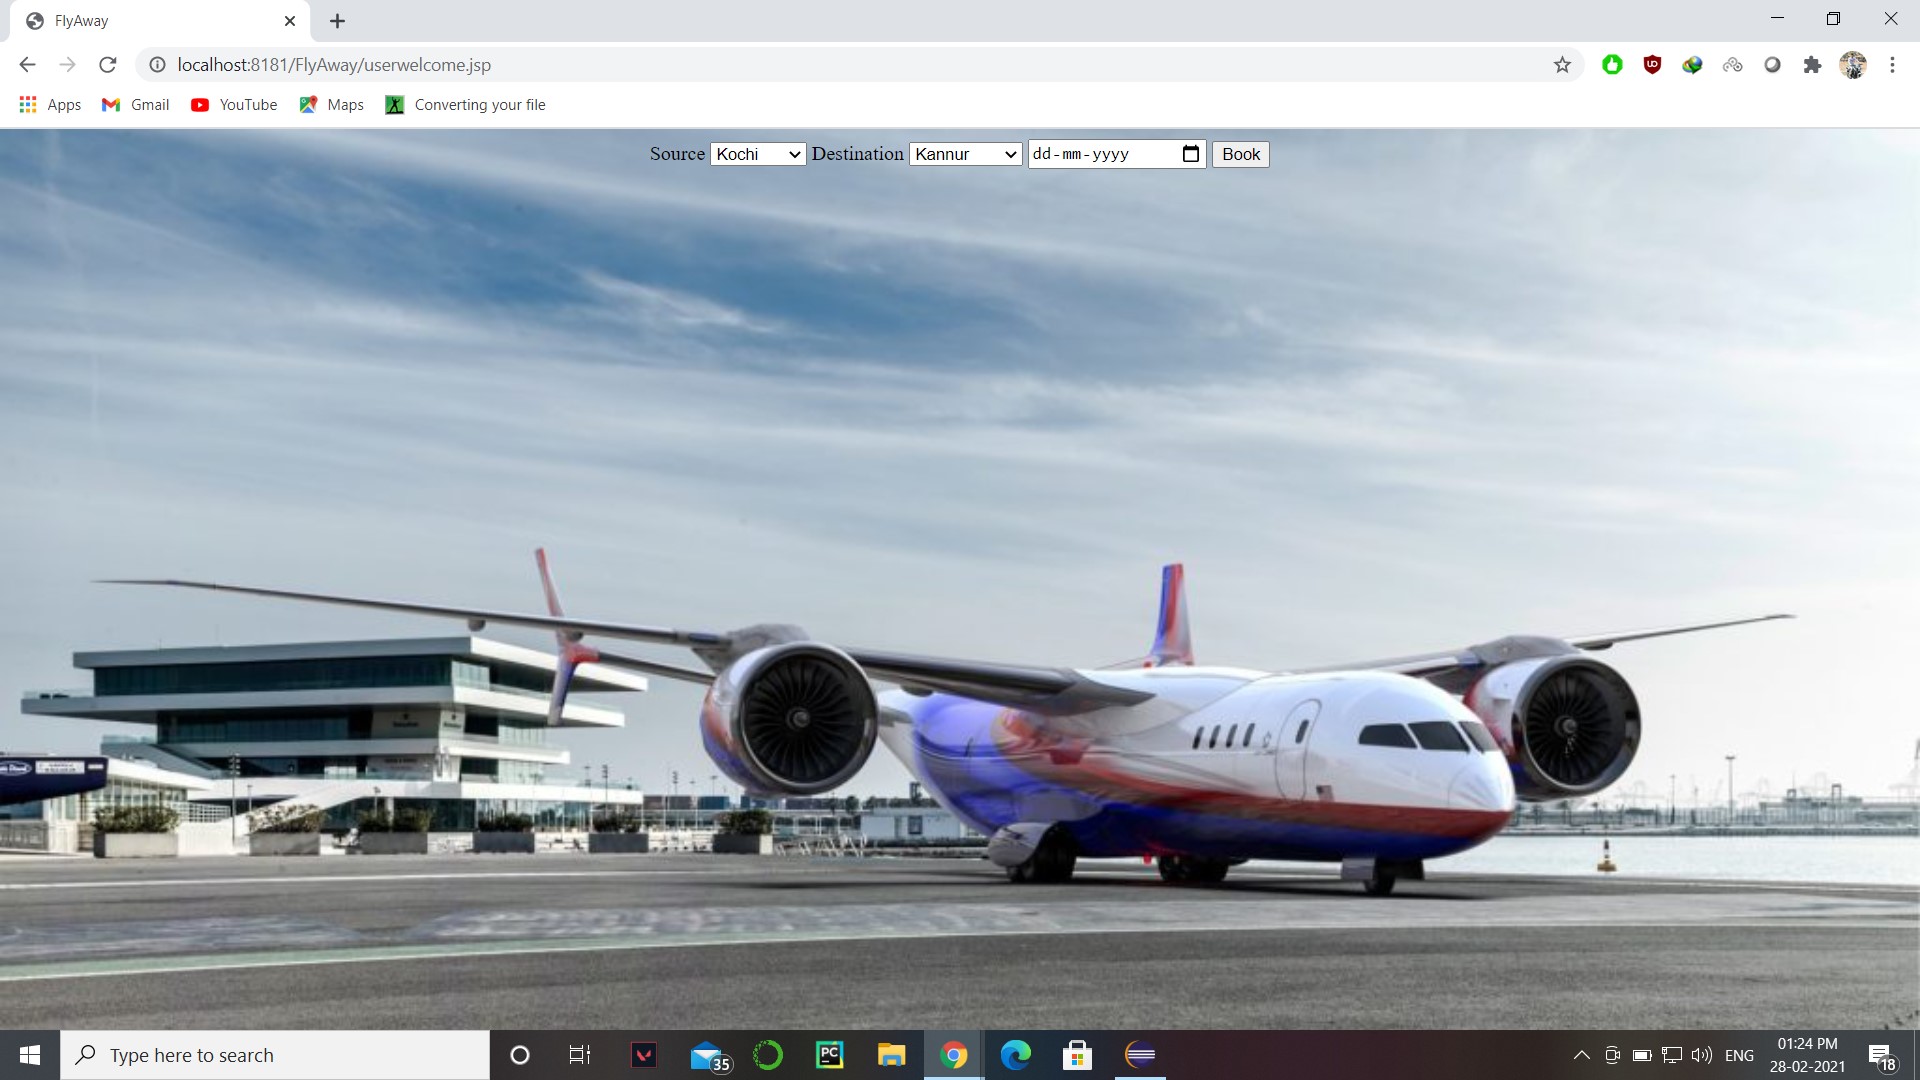 FlyAway
localhost:8181/FlyAway/userwelcome.jsp
Apps Gmail YouTube Maps Converting your file
Source Kochi Destination Kannur dd-mm-yyyy Book
Type here to search
PC
35
ENG
01:24 PM
28-02-2021
18